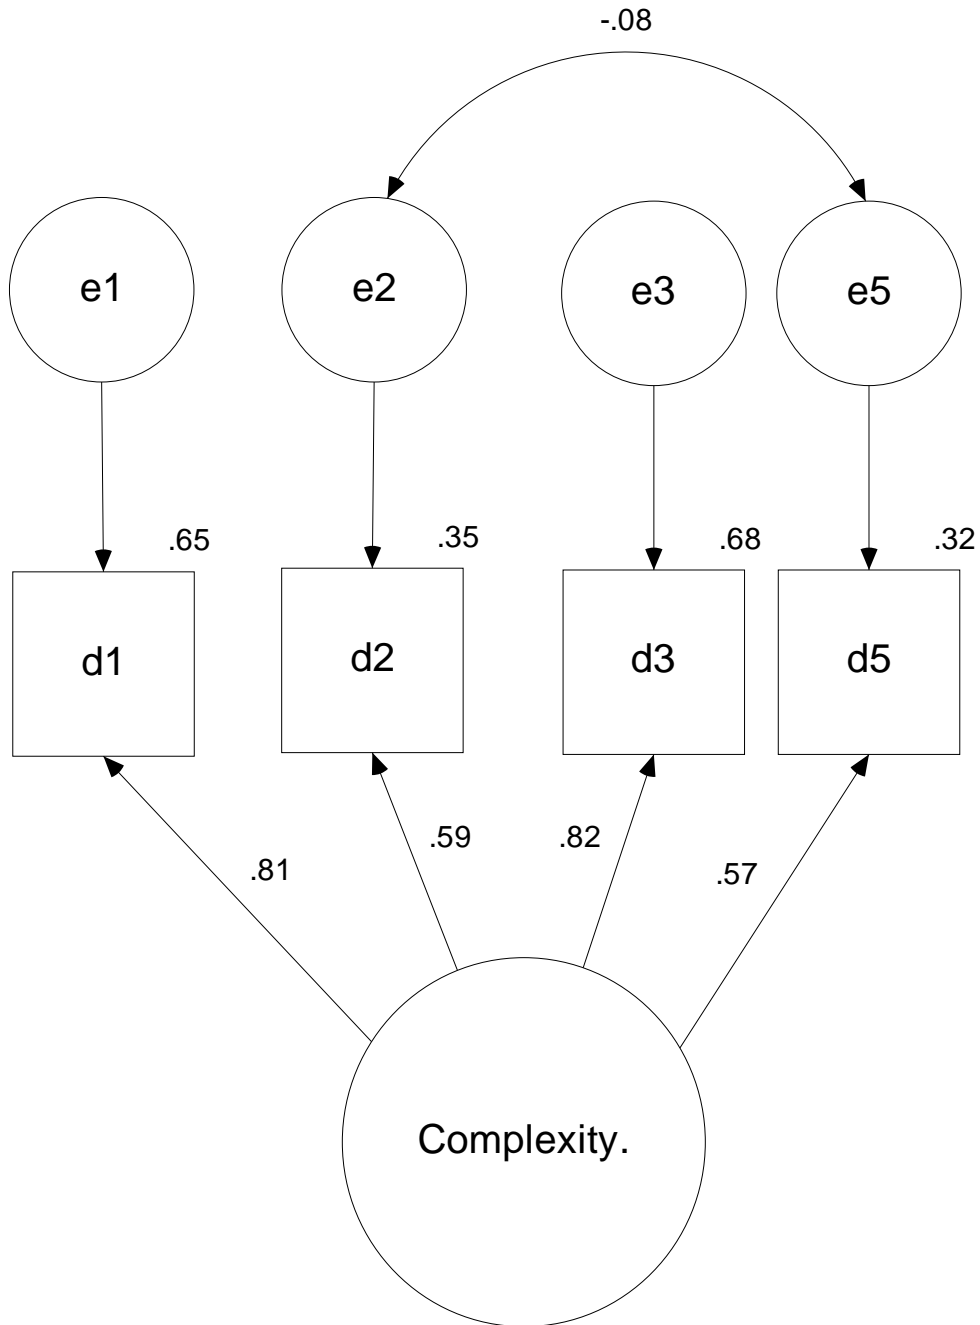 -.08
e1
e2
e3
e5
.65
.35
.68
.32
d1
d2
d3
d5
.81
.59
.82
.57
Complexity.